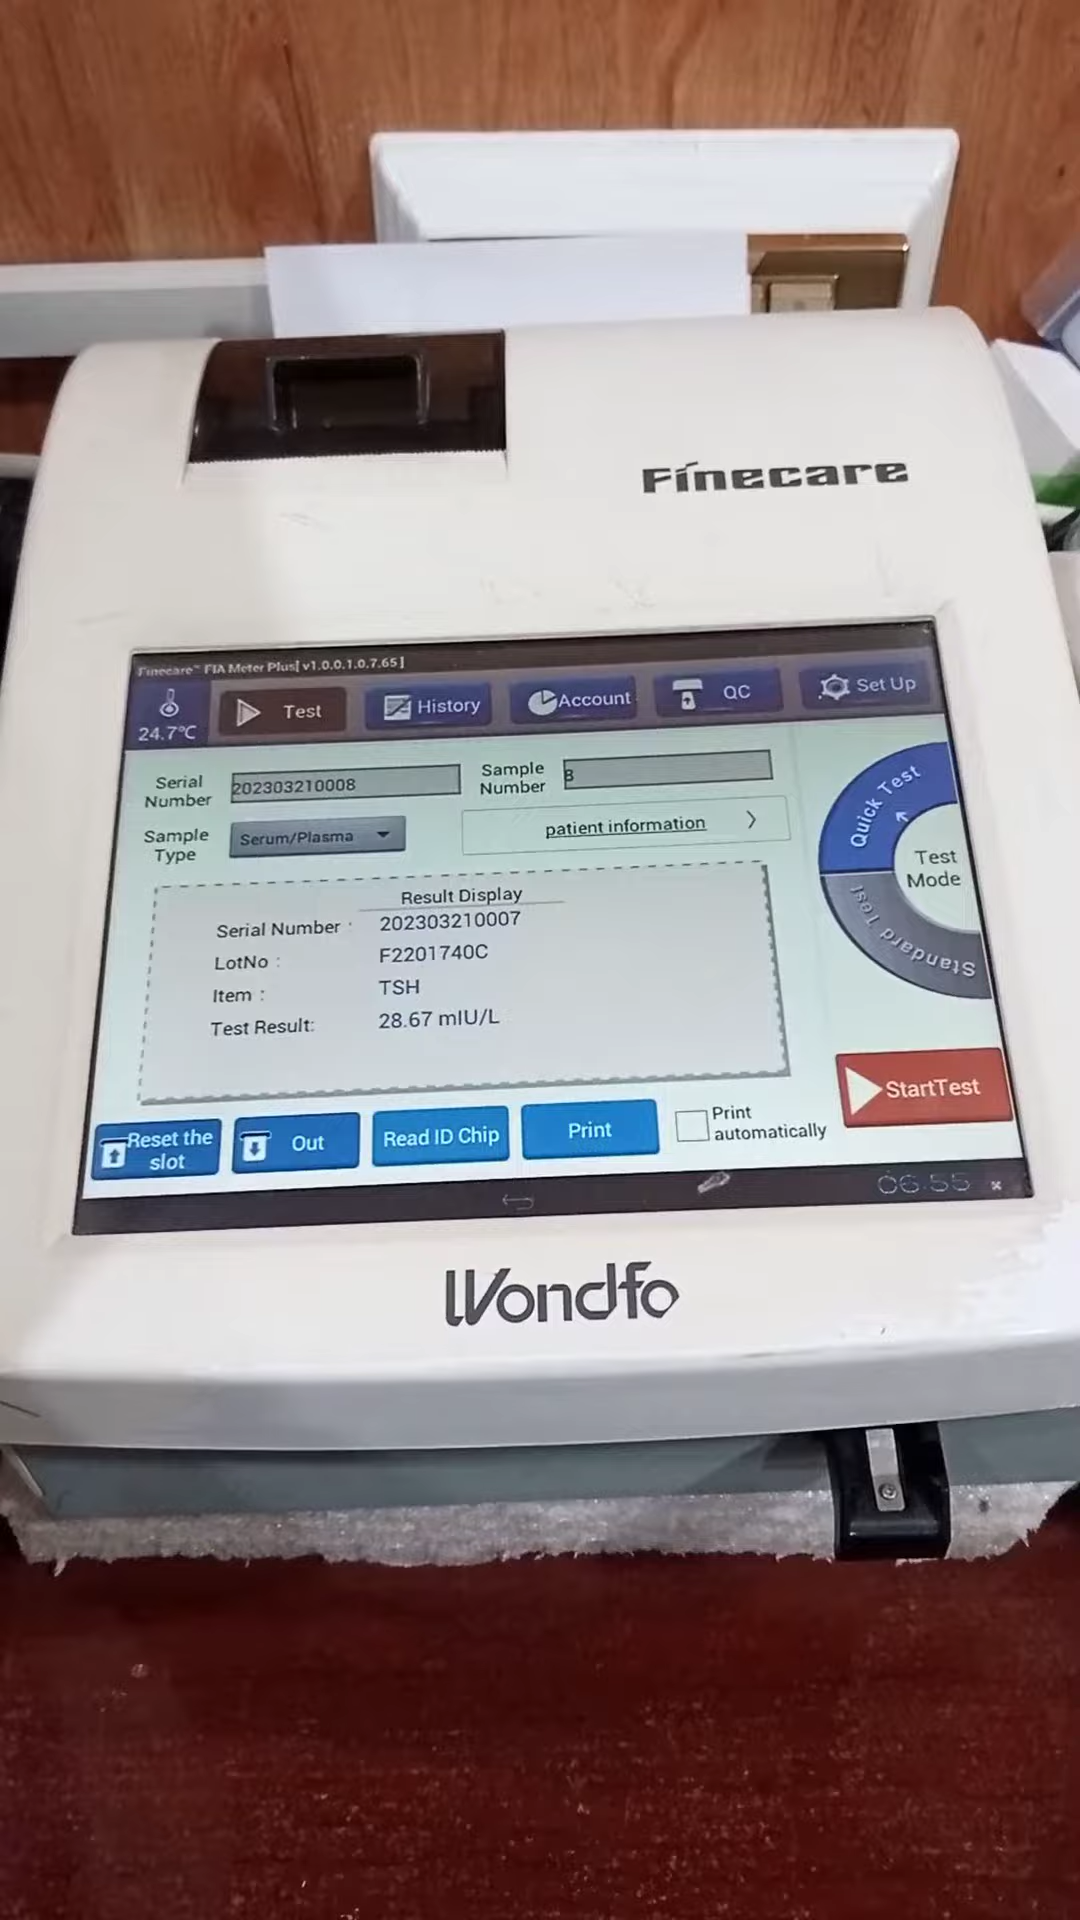 Finecare
Finecare™ FIA Meter Plus[ v1.0.0.1.0.7.65 ]
24.7°C
Test
History
Account
QC
Set Up
Serial Number
202303210008
Sample Number
8
Sample Type
Serum/Plasma
patient information
Quick Test
Test Mode
Standard Test
Result Display
Serial Number : 202303210007
LotNo : F2201740C
Item : TSH
Test Result: 28.67 mIU/L
StartTest
Reset the slot
Out
Read ID Chip
Print
Print automatically
06:55
Wondfo